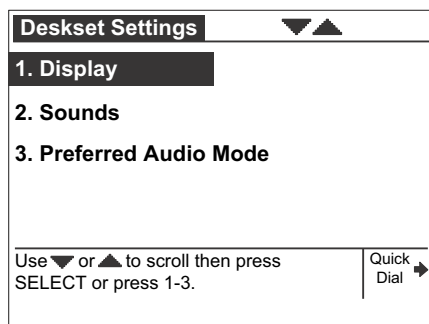 Deskset Settings
1. Display
2. Sounds
3. Preferred Audio Mode
Use ▼ or ▲ to scroll then press
SELECT or press 1-3.
Quick
Dial